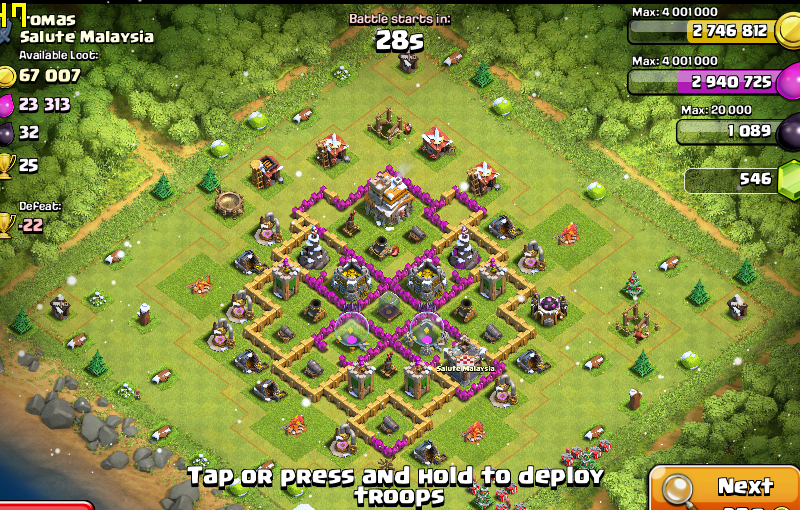 47
Tomas
Salute Malaysia
Available Loot:
67 007
23 313
32
25
Defeat:
-22
Battle starts in:
28s
Max: 4 001 000
2 746 812
Max: 4 001 000
2 940 725
Max: 20 000
1 089
546
Salute Malaysia
Tap or press and hold to deploy
troops
Next